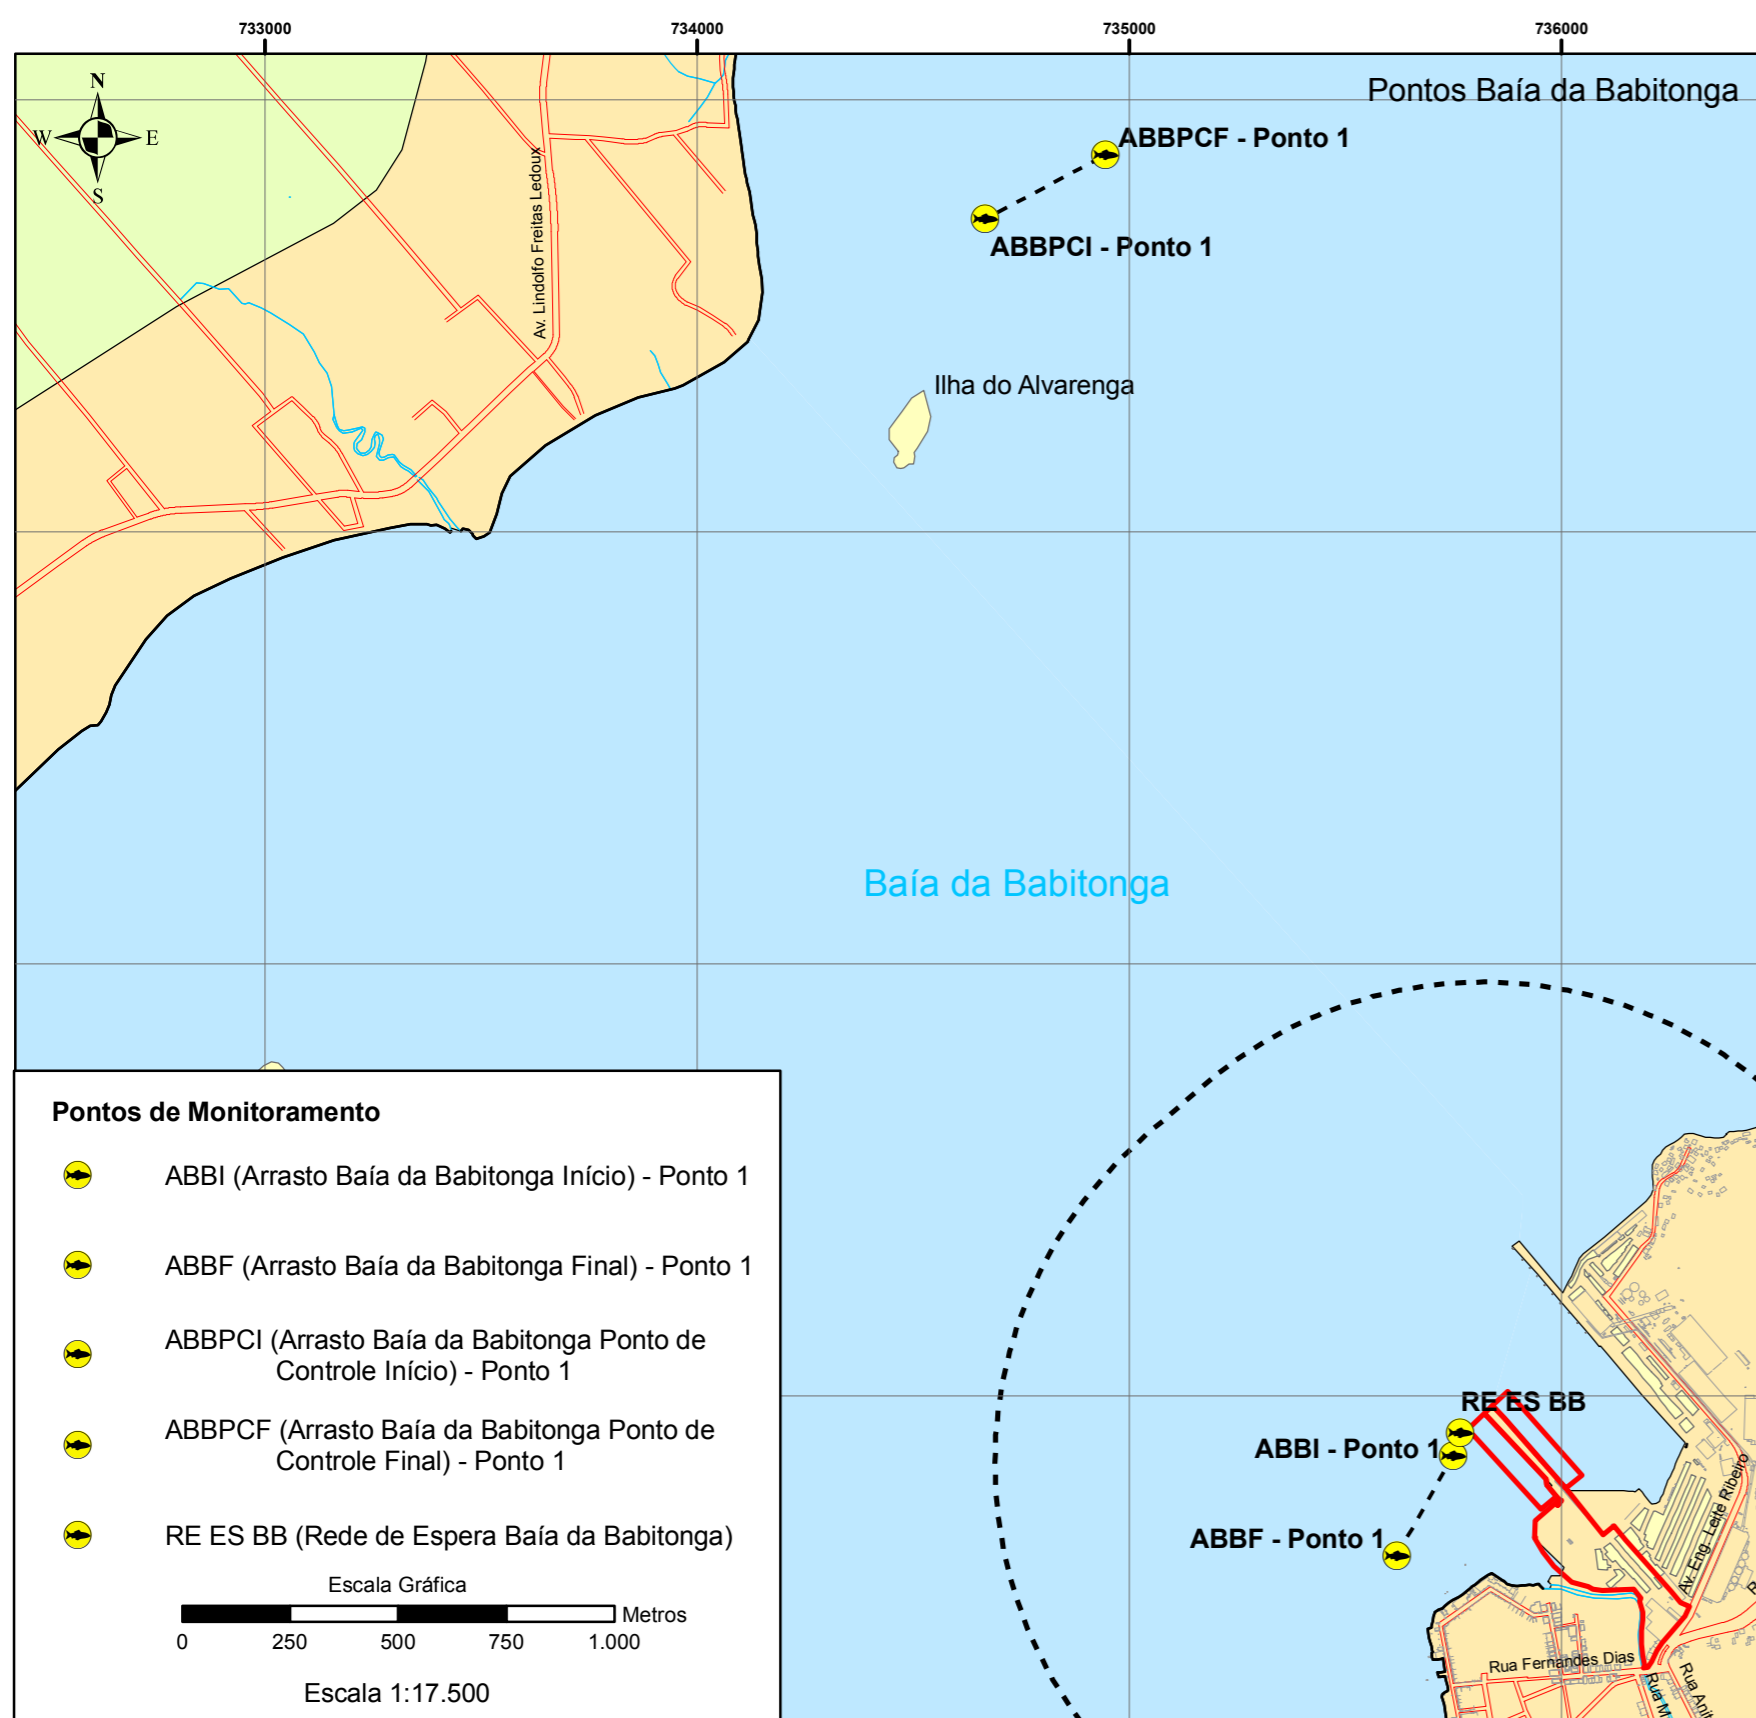 733000
734000
735000
736000
Pontos Baía da Babitonga
N
W
E
S
ABBPCF - Ponto 1
ABBPCI - Ponto 1
Av. Lindolfo Freitas Ledoux
Ilha do Alvarenga
Baía da Babitonga
RE ES BB
ABBI - Ponto 1
ABBF - Ponto 1
Av. Eng. Leite Ribeiro
Rua Fernandes Dias
Rua M
Rua Anit
Pontos de Monitoramento
ABBI (Arrasto Baía da Babitonga Início) - Ponto 1
ABBF (Arrasto Baía da Babitonga Final) - Ponto 1
ABBPCI (Arrasto Baía da Babitonga Ponto de
Controle Início) - Ponto 1
ABBPCF (Arrasto Baía da Babitonga Ponto de
Controle Final) - Ponto 1
RE ES BB (Rede de Espera Baía da Babitonga)
Escala Gráfica
Metros
0 250 500 750 1.000
Escala 1:17.500